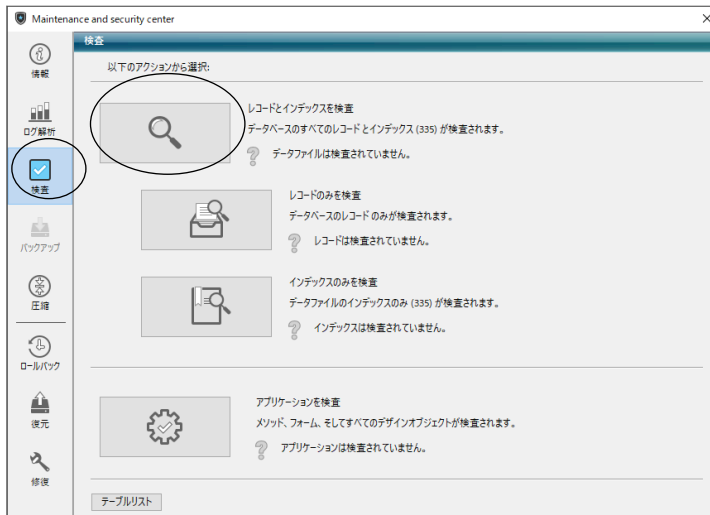 Maintenance and security center
検査
情報
ログ解析
検査
バックアップ
圧縮
ロールバック
復元
修復
以下のアクションから選択:
レコードとインデックスを検査
データベースのすべてのレコードとインデックス (335) が検査されます。
データファイルは検査されていません。
レコードのみを検査
データベースのレコードのみが検査されます。
レコードは検査されていません。
インデックスのみを検査
データファイルのインデックスのみ (335) が検査されます。
インデックスは検査されていません。
アプリケーションを検査
メソッド、フォーム、そしてすべてのデザインオブジェクトが検査されます。
アプリケーションは検査されていません。
テーブルリスト